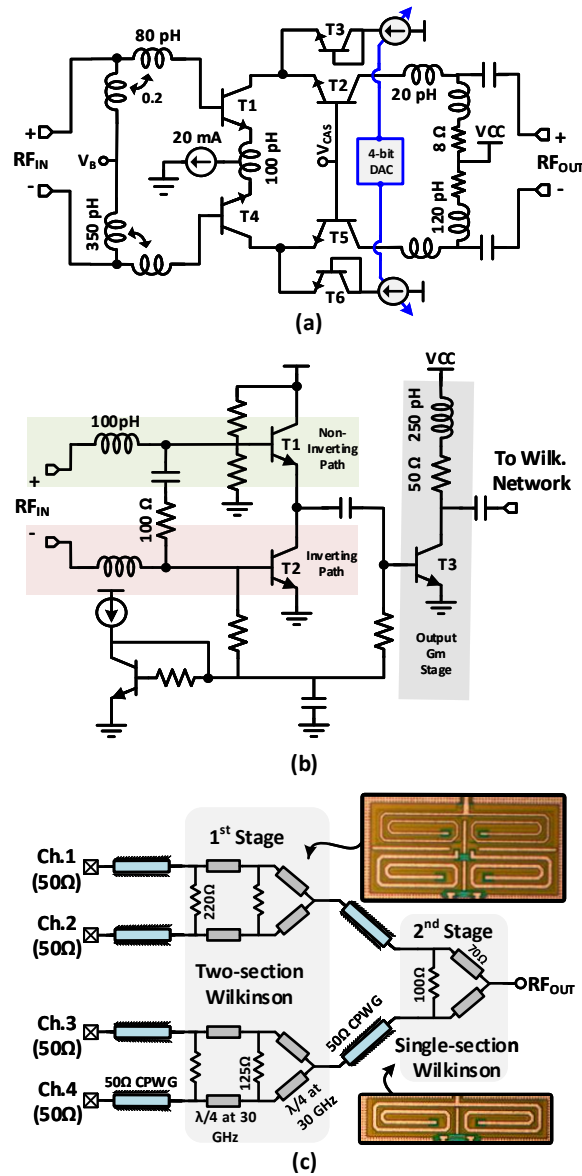 80 pH
0.2
+
RF_IN
-
V_B
350 pH
20 mA
100 pH
T1
T4
T3
T2
V_CAS
T5
T6
4-bit
DAC
20 pH
8 Ω
VCC
120 pH
+
RF_OUT
-
(a)
100pH
+
RF_IN
-
100 Ω
T1
Non-
Inverting
Path
T2
Inverting
Path
VCC
250 pH
50 Ω
To Wilk.
Network
T3
Output
Gm
Stage
(b)
Ch.1
(50Ω)
Ch.2
(50Ω)
Ch.3
(50Ω)
Ch.4
(50Ω)
1st Stage
220Ω
Two-section
Wilkinson
50Ω CPWG
125Ω
λ/4 at 30
GHz
λ/4 at
30 GHz
50Ω CPWG
2nd Stage
70Ω
100Ω
RF_OUT
Single-section
Wilkinson
(c)